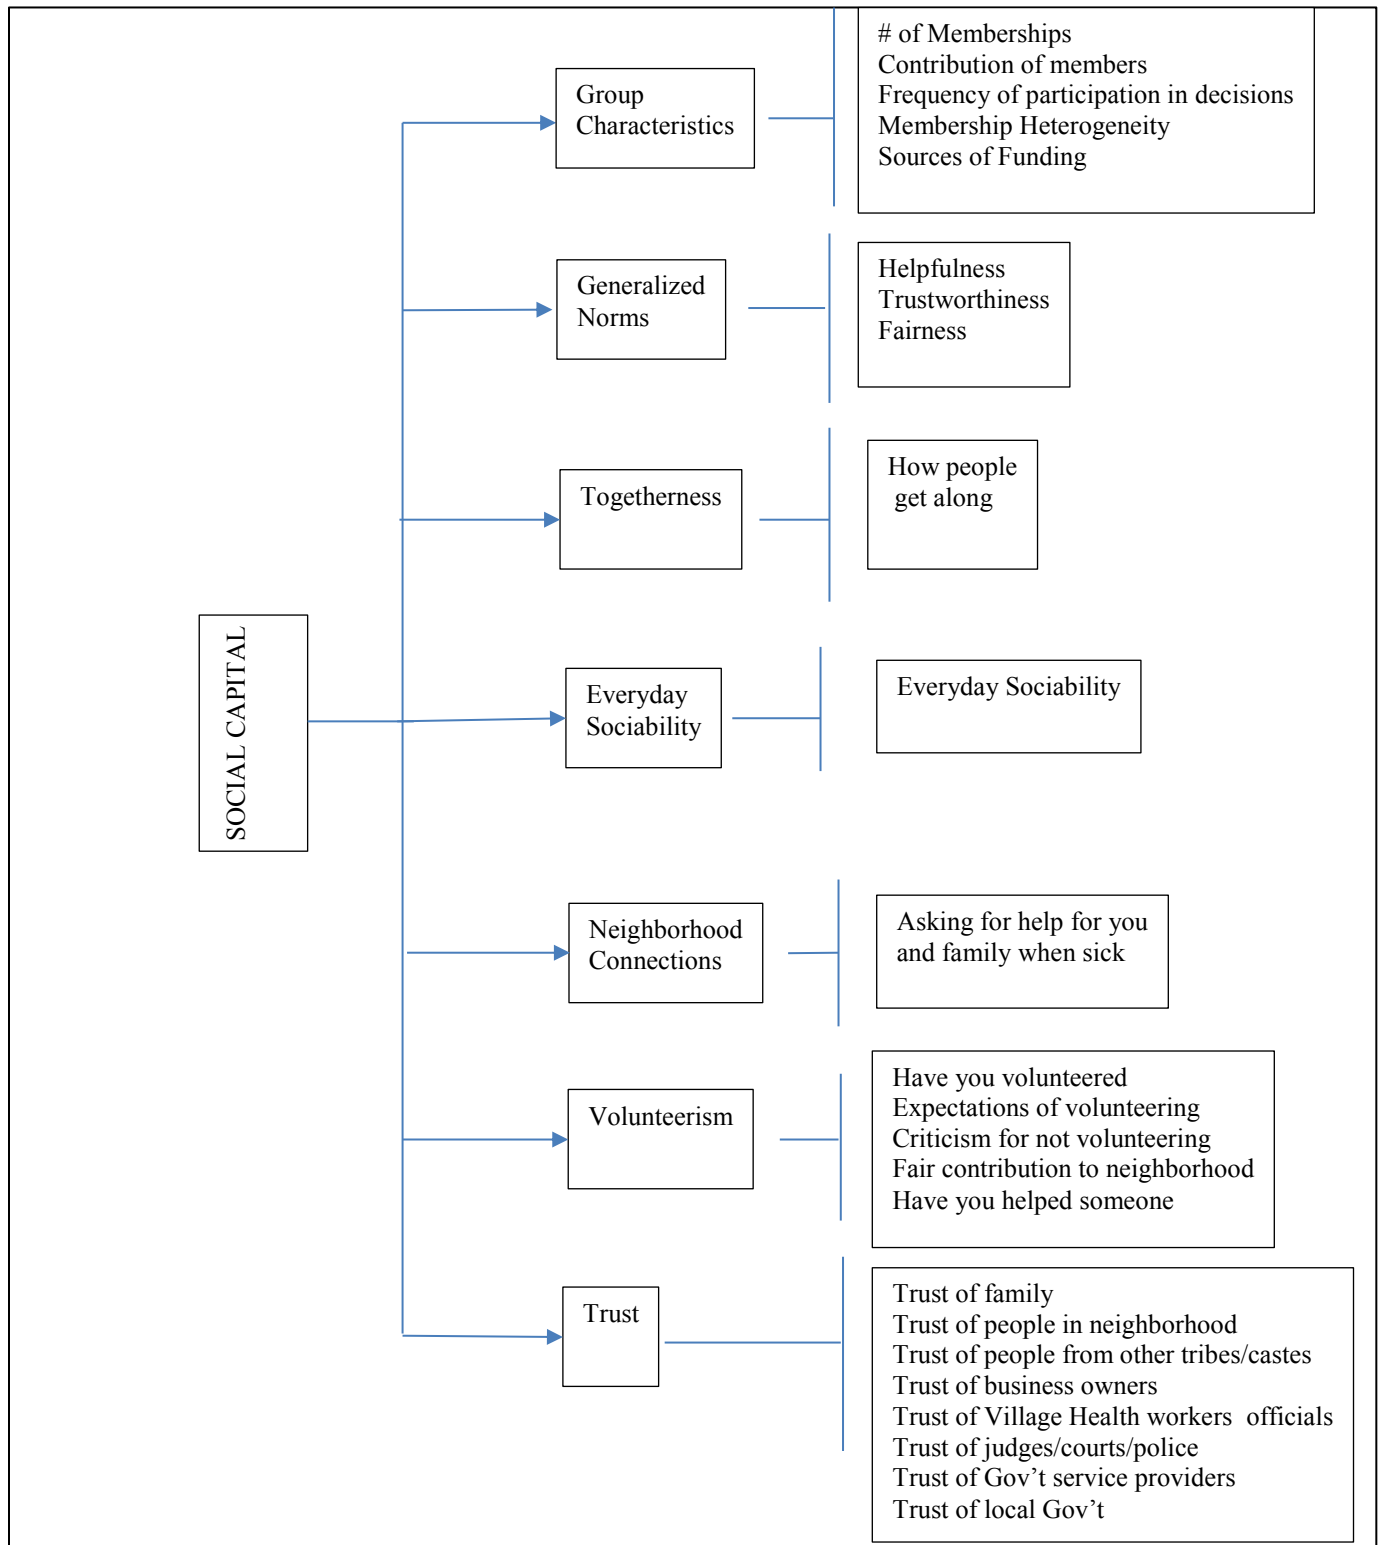 # of Memberships
Contribution of members
Frequency of participation in decisions
Membership Heterogeneity
Sources of Funding
Group
Characteristics
Generalized
Norms
Helpfulness
Trustworthiness
Fairness
Togetherness
How people
get along
SOCIAL CAPITAL
Everyday
Sociability
Everyday Sociability
Neighborhood
Connections
Asking for help for you
and family when sick
Volunteerism
Have you volunteered
Expectations of volunteering
Criticism for not volunteering
Fair contribution to neighborhood
Have you helped someone
Trust
Trust of family
Trust of people in neighborhood
Trust of people from other tribes/castes
Trust of business owners
Trust of Village Health workers  officials
Trust of judges/courts/police
Trust of Gov’t service providers
Trust of local Gov’t